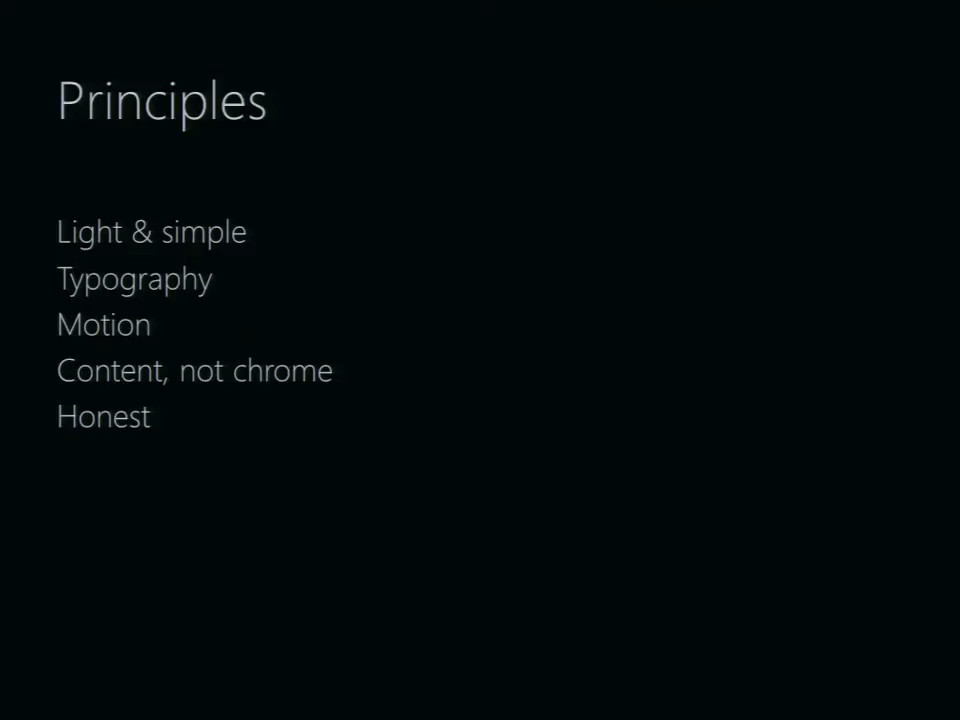 Principles
Light & simple
Typography
Motion
Content, not chrome
Honest